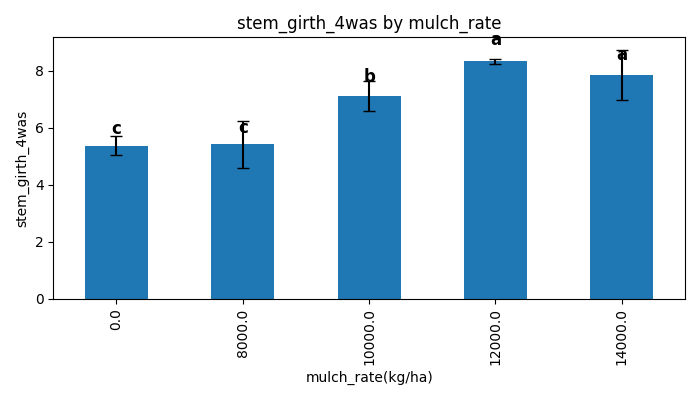 stem_girth_4was by mulch_rate
stem_girth_4was
8
6
4
2
0
c
c
b
a
a
0.0
8000.0
10000.0
12000.0
14000.0
mulch_rate(kg/ha)